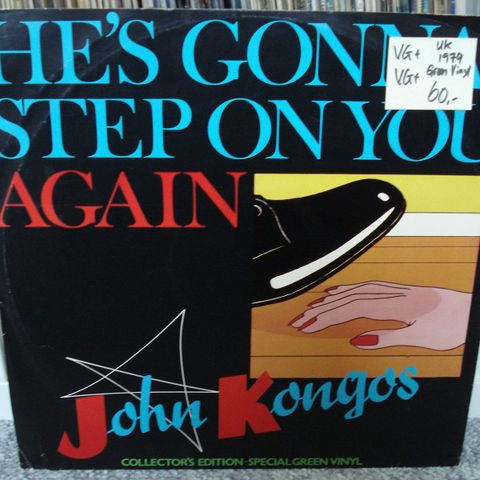 HE'S GONNA
STEP ON YOU
AGAIN
VG+ UK
1979
VG+ Green Vinyl
60,-
John Kongos
COLLECTOR'S EDITION-SPECIAL GREEN VINYL